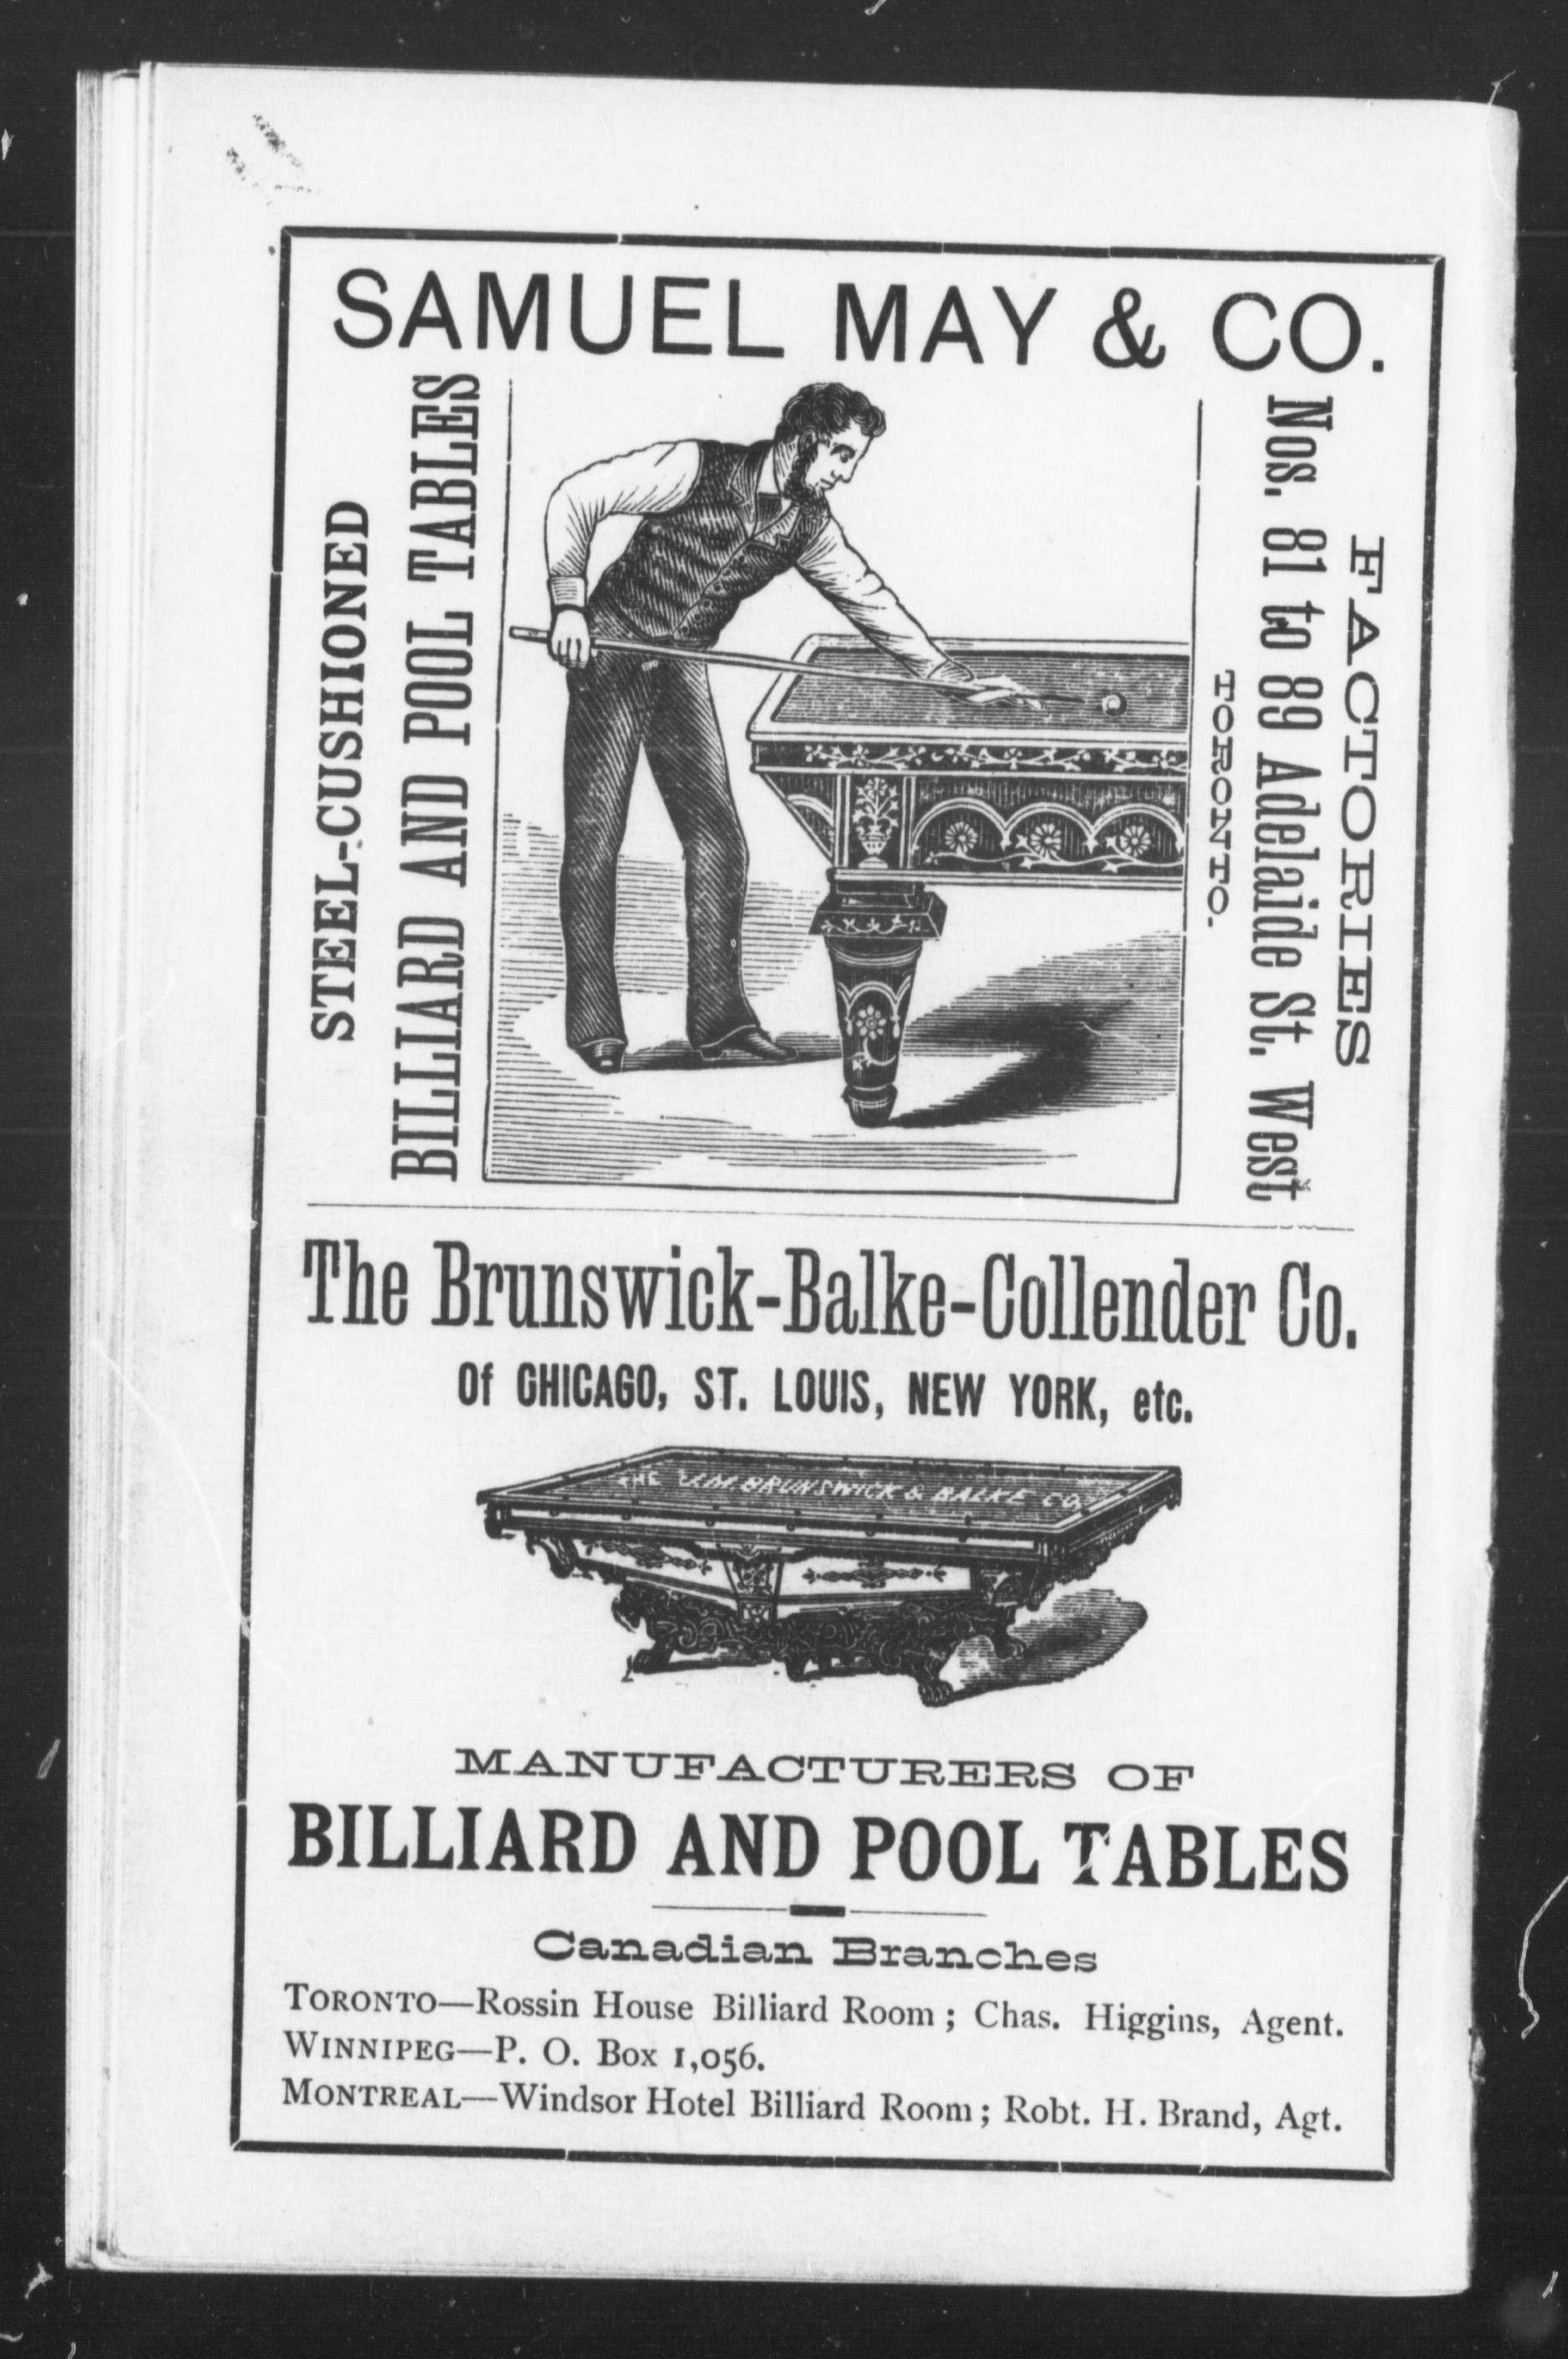 SAMUEL MAY & CO.
STEEL-CUSHIONED
BILLIARD AND POOL TABLES
FACTORIES
Nos. 81 to 89 Adelaide St. West
TORONTO.
The Brunswick-Balke-Collender Co.
Of CHICAGO, ST. LOUIS, NEW YORK, etc.
THE J.M. BRUNSWICK & BALKE CO.
MANUFACTURERS OF
BILLIARD AND POOL TABLES
Canadian Branches
TORONTO—Rossin House Billiard Room; Chas. Higgins, Agent.
WINNIPEG—P. O. Box 1,056.
MONTREAL—Windsor Hotel Billiard Room; Robt. H. Brand, Agt.